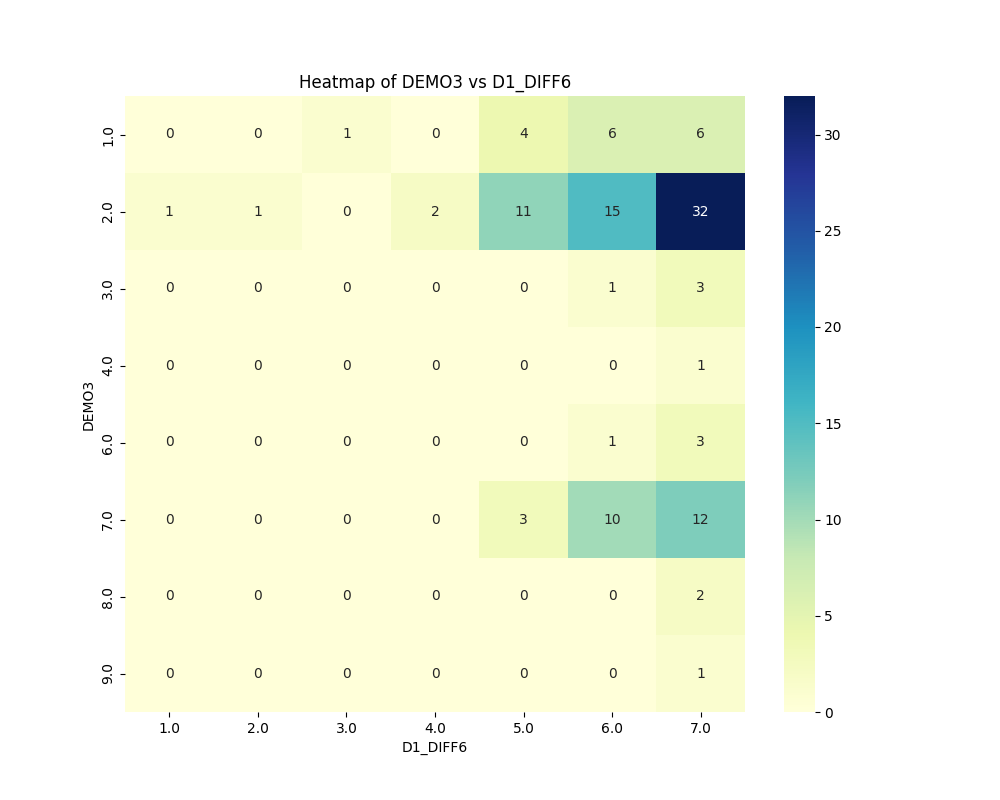 Heatmap of DEMO3 vs D1_DIFF6
1.0 0 0 1 0 4 6 6
2.0 1 1 0 2 11 15 32
3.0 0 0 0 0 0 1 3
4.0 0 0 0 0 0 0 1
6.0 0 0 0 0 0 1 3
7.0 0 0 0 0 3 10 12
8.0 0 0 0 0 0 0 2
9.0 0 0 0 0 0 0 1
DEMO3
1.0 2.0 3.0 4.0 5.0 6.0 7.0
D1_DIFF6
30
25
20
15
10
5
0